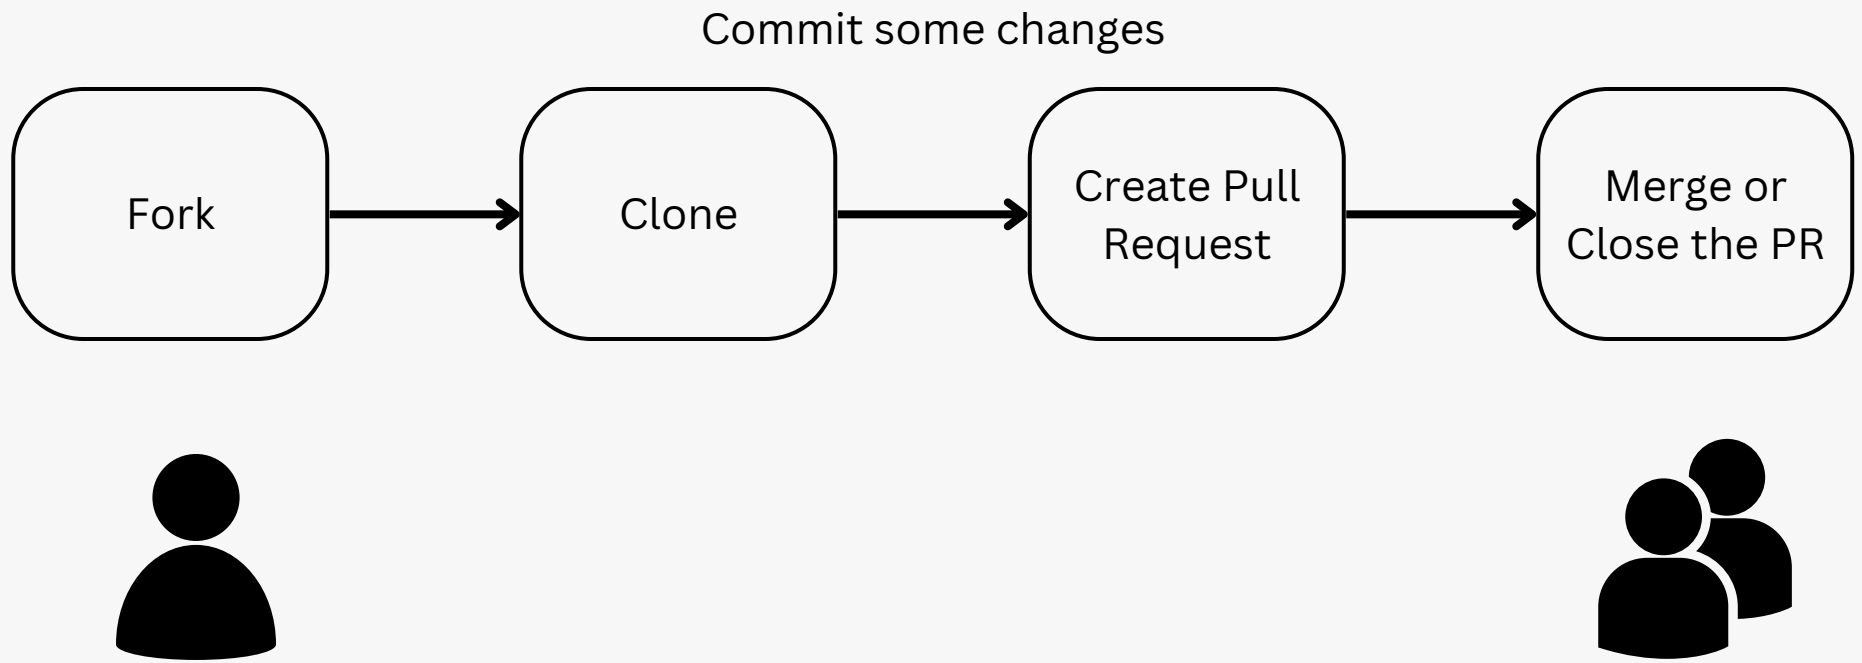 Commit some changes
Fork
Clone
Create Pull
Request
Merge or
Close the PR